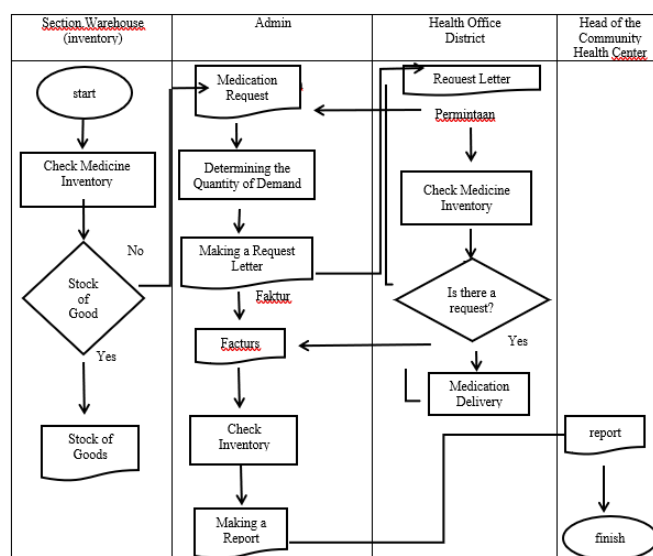 Section Warehouse
(inventory)
Admin
Health Office
District
Head of the
Community
Health Center
start
Check Medicine
Inventory
No
Stock
of
Good
Yes
Stock of
Goods
Medication
Request
Determining the
Quantity of Demand
Making a Request
Letter
Faktur
Facturs
Check
Inventory
Making a
Report
Request Letter
Permintaan
Check Medicine
Inventory
Is there a
request?
Yes
Medication
Delivery
report
finish